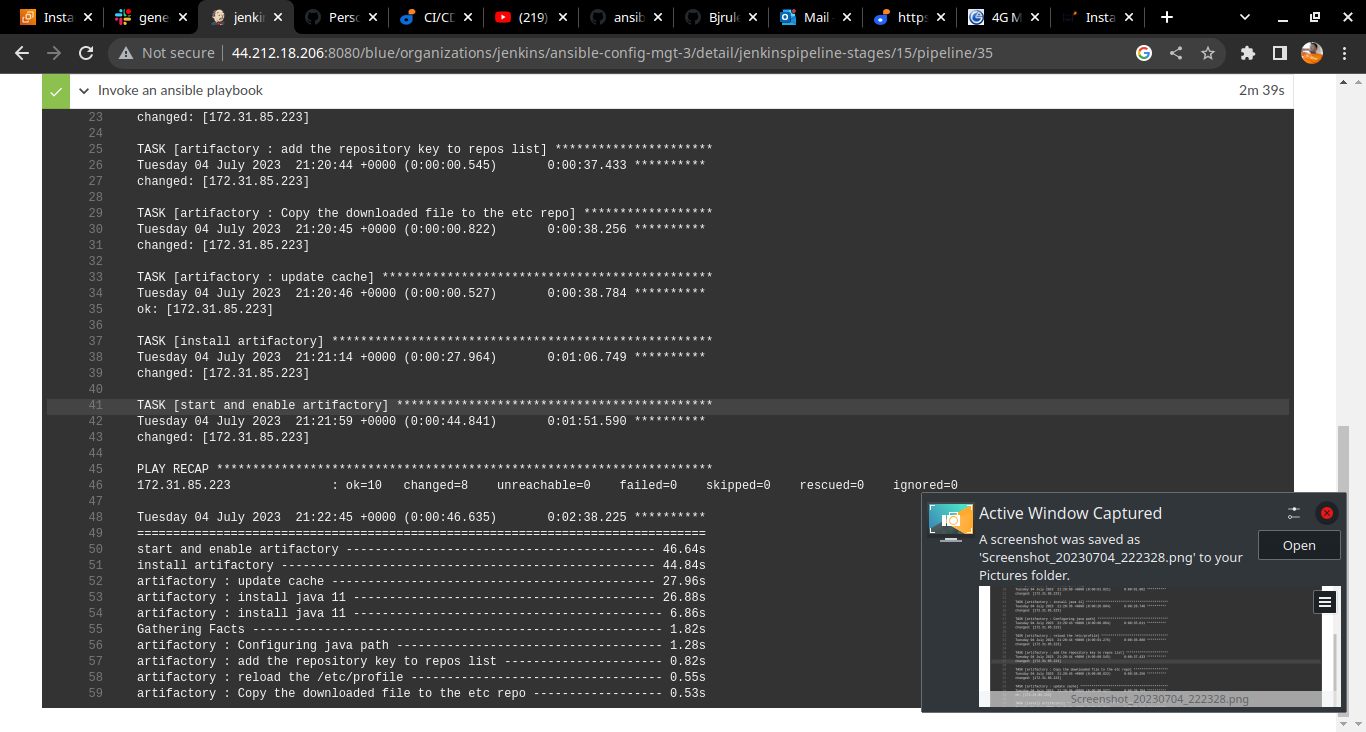 Insta
gene
jenkin
Perso
CI/CD
(219)
ansib
Bjrule
Mail -
https
4G M
Insta
Not secure
44.212.18.206:8080/blue/organizations/jenkins/ansible-config-mgt-3/detail/jenkinspipeline-stages/15/pipeline/35
Invoke an ansible playbook 2m 39s
23 changed: [172.31.85.223]
24
25 TASK [artifactory : add the repository key to repos list] **********************
26 Tuesday 04 July 2023  21:20:44 +0000 (0:00:00.545)       0:00:37.433 **********
27 changed: [172.31.85.223]
28
29 TASK [artifactory : Copy the downloaded file to the etc repo] ******************
30 Tuesday 04 July 2023  21:20:45 +0000 (0:00:00.822)       0:00:38.256 **********
31 changed: [172.31.85.223]
32
33 TASK [artifactory : update cache] **********************************************
34 Tuesday 04 July 2023  21:20:46 +0000 (0:00:00.527)       0:00:38.784 **********
35 ok: [172.31.85.223]
36
37 TASK [install artifactory] *****************************************************
38 Tuesday 04 July 2023  21:21:14 +0000 (0:00:27.964)       0:01:06.749 **********
39 changed: [172.31.85.223]
40
41 TASK [start and enable artifactory] ********************************************
42 Tuesday 04 July 2023  21:21:59 +0000 (0:00:44.841)       0:01:51.590 **********
43 changed: [172.31.85.223]
44
45 PLAY RECAP *********************************************************************
46 172.31.85.223              : ok=10   changed=8    unreachable=0    failed=0    skipped=0    rescued=0    ignored=0
47
48 Tuesday 04 July 2023  21:22:45 +0000 (0:00:46.635)       0:02:38.225 **********
49 ===============================================================================
50 start and enable artifactory ------------------------------------------- 46.64s
51 install artifactory ---------------------------------------------------- 44.84s
52 artifactory : update cache --------------------------------------------- 27.96s
53 artifactory : install java 11 ------------------------------------------ 26.88s
54 artifactory : install java 11 ------------------------------------------- 6.86s
55 Gathering Facts --------------------------------------------------------- 1.82s
56 artifactory : Configuring java path ------------------------------------- 1.28s
57 artifactory : add the repository key to repos list ---------------------- 0.82s
58 artifactory : reload the /etc/profile ----------------------------------- 0.55s
59 artifactory : Copy the downloaded file to the etc repo ------------------ 0.53s
Active Window Captured
A screenshot was saved as
'Screenshot_20230704_222328.png' to your
Pictures folder.
Open
Screenshot_20230704_222328.png